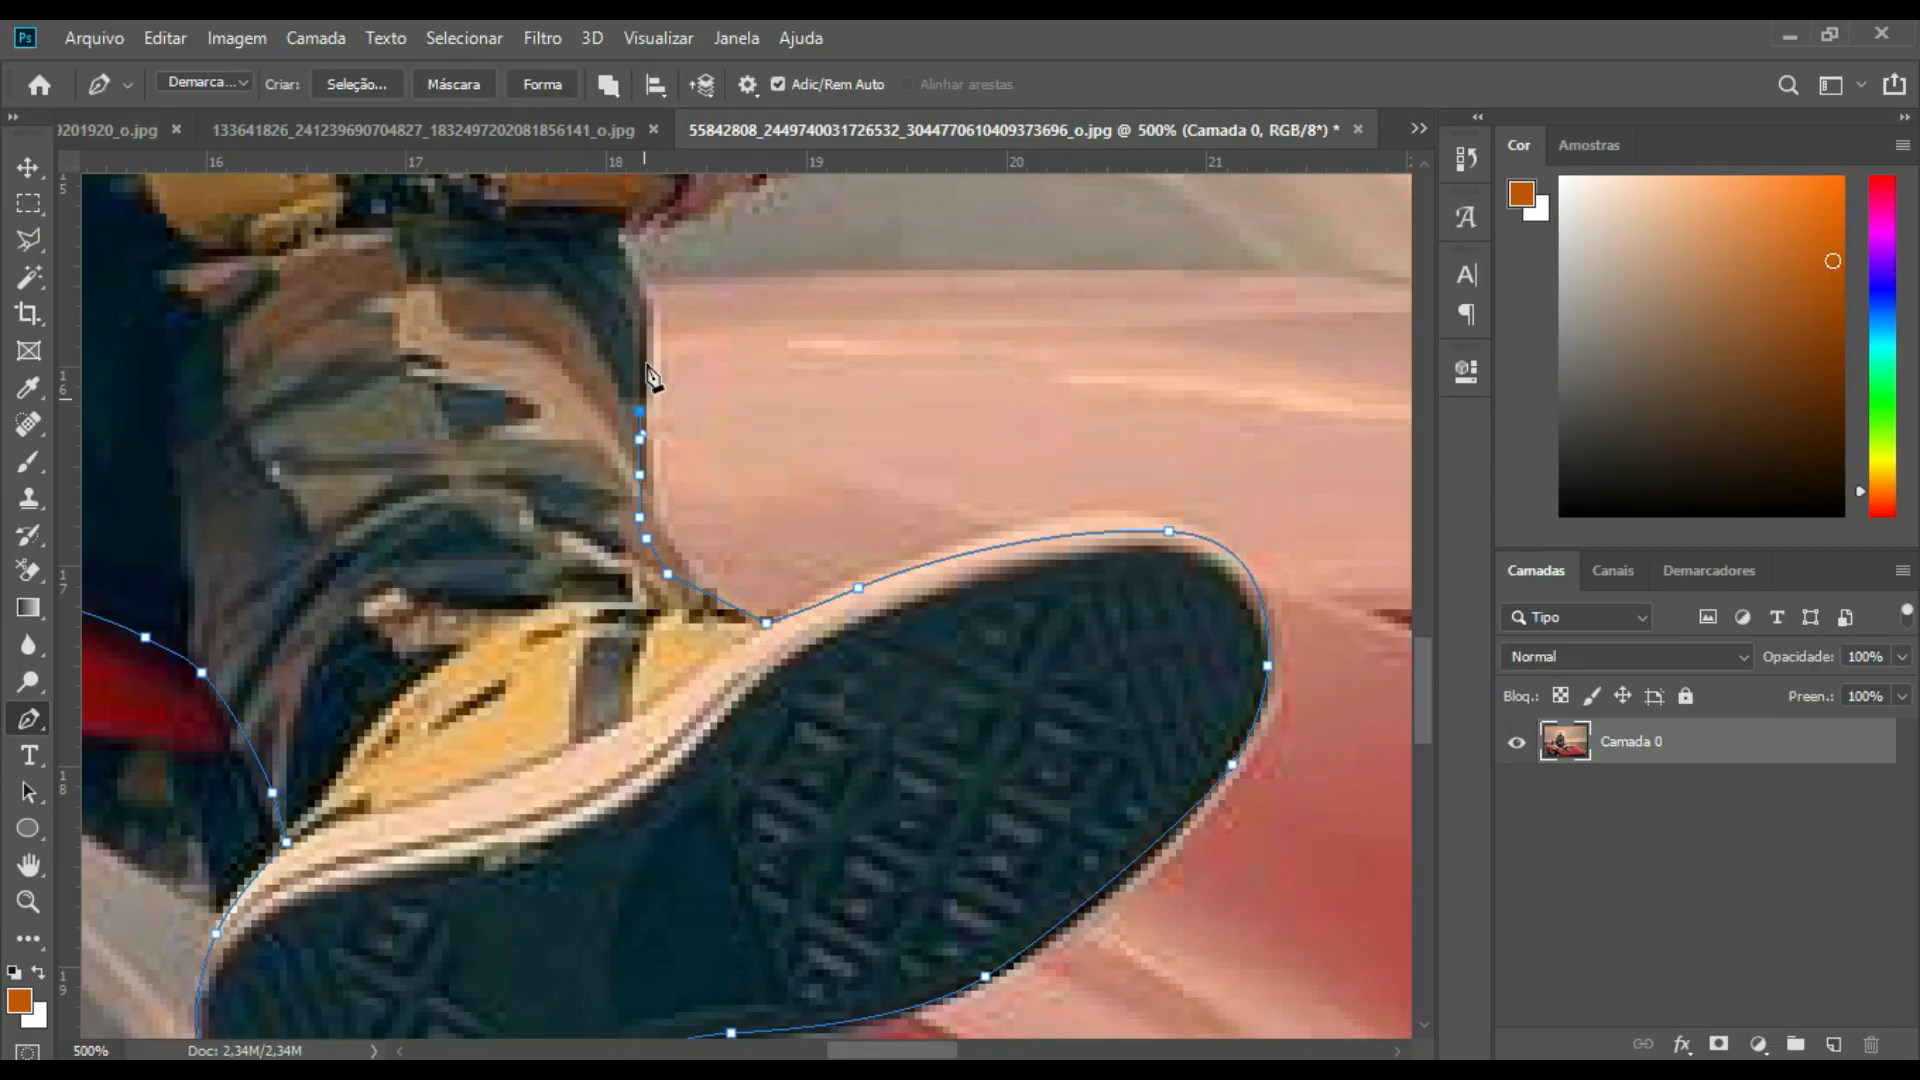 Ps Arquivo Editar Imagem Camada Texto Selecionar Filtro 3D Visualizar Janela Ajuda
Demarca... Criar: Seleção... Máscara Forma Adic/Rem Auto Alinhar arestas
9201920_o.jpg 133641826_241239690704827_1832497202081856141_o.jpg 55842808_2449740031726532_3044770610409373696_o.jpg @ 500% (Camada 0, RGB/8*) *
16 17 18 19 20 21
Cor Amostras
Camadas Canais Demarcadores
Tipo
Normal Opacidade: 100%
Bloq.: Preen.: 100%
Camada 0
500% Doc: 2,34M/2,34M